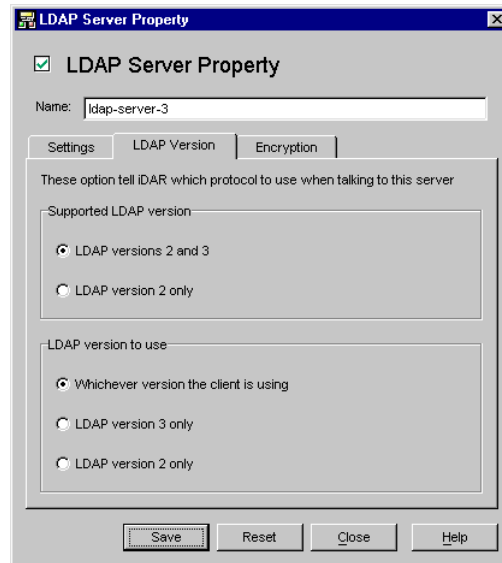 LDAP Server Property
LDAP Server Property
Name: ldap-server-3
Settings LDAP Version Encryption
These option tell iDAR which protocol to use when talking to this server
Supported LDAP version
LDAP versions 2 and 3
LDAP version 2 only
LDAP version to use
Whichever version the client is using
LDAP version 3 only
LDAP version 2 only
Save Reset Close Help